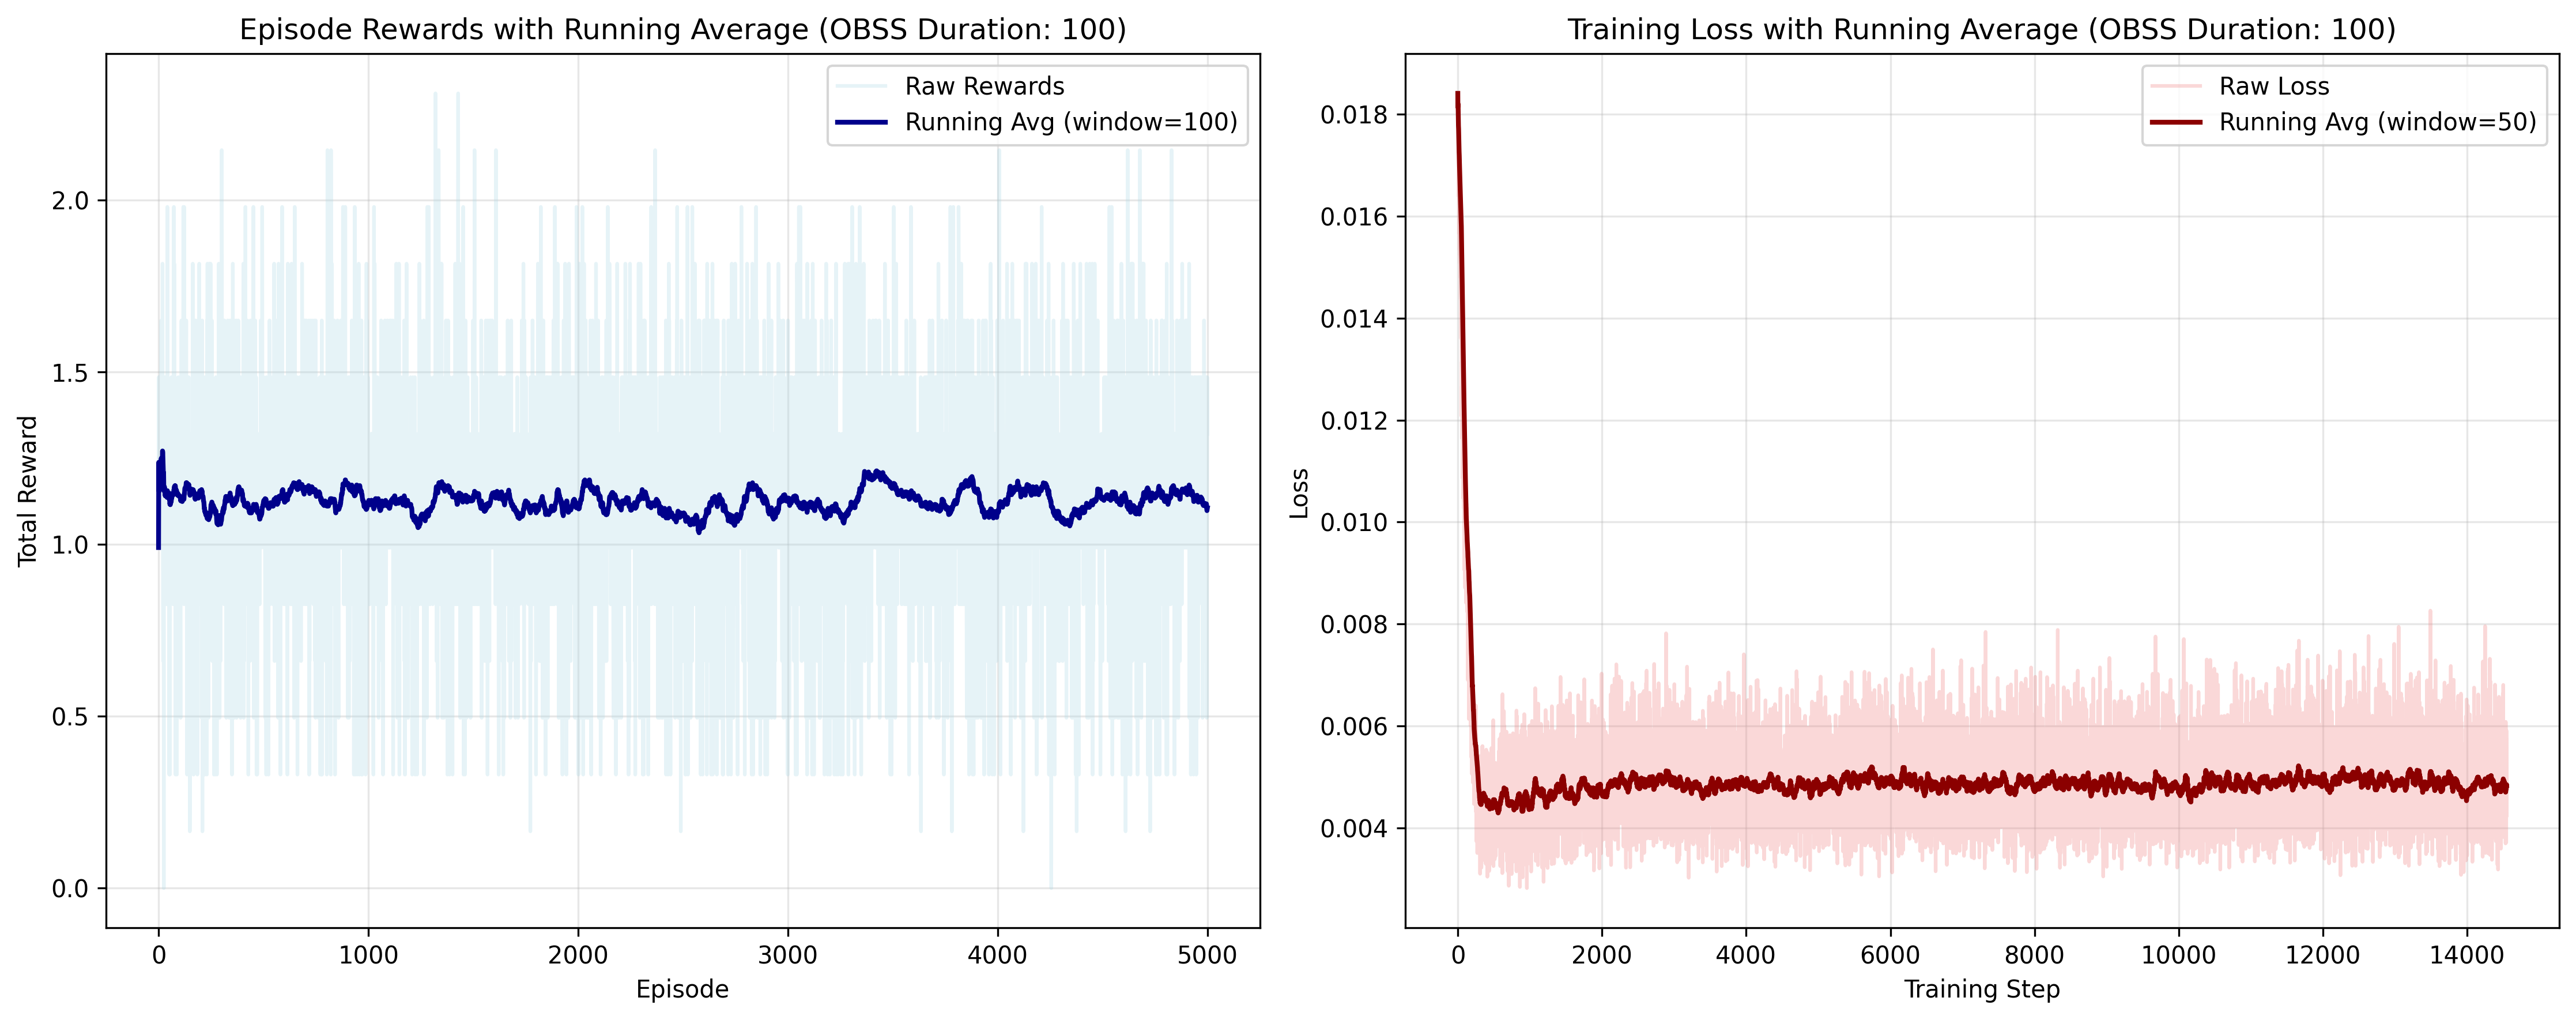 Episode Rewards with Running Average (OBSS Duration: 100)
Raw Rewards
Running Avg (window=100)
Total Reward
2.0
1.5
1.0
0.5
0.0
0 1000 2000 3000 4000 5000
Episode
Training Loss with Running Average (OBSS Duration: 100)
Raw Loss
Running Avg (window=50)
Loss
0.018
0.016
0.014
0.012
0.010
0.008
0.006
0.004
0 2000 4000 6000 8000 10000 12000 14000
Training Step